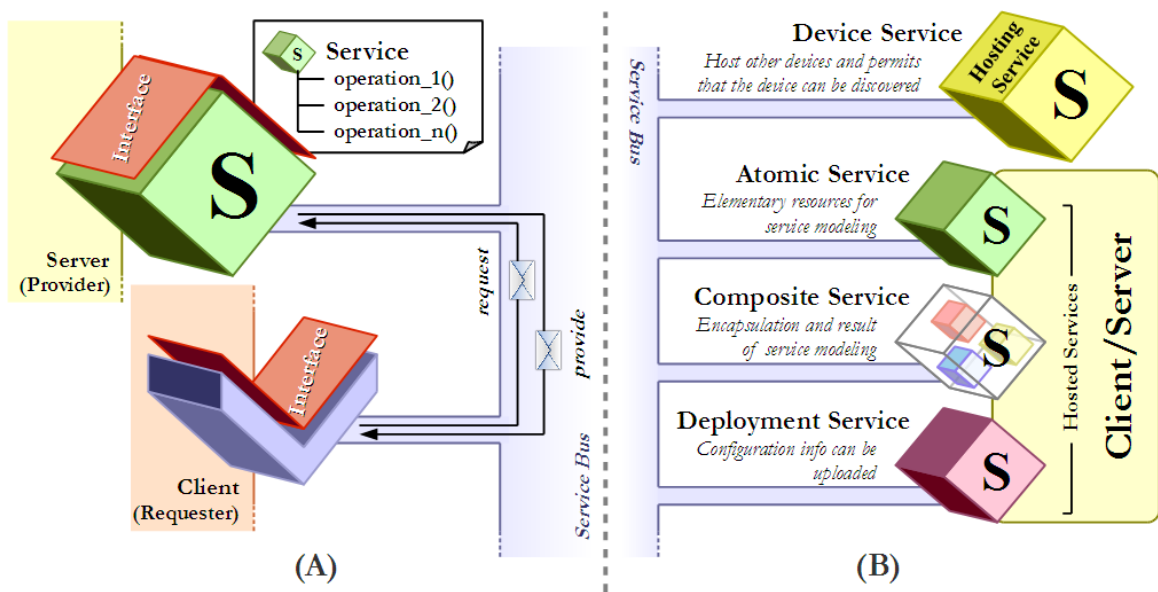 S
Service
operation_1()
operation_2()
operation_n()
Interface
S
Server
(Provider)
request
provide
Interface
Client
(Requester)
Service Bus
(A)
Service Bus
Device Service
Host other devices and permits
that the device can be discovered
Hosting
Service
S
Atomic Service
Elementary resources for
service modeling
S
Composite Service
Encapsulation and result
of service modeling
S
Deployment Service
Configuration info can be
uploaded
S
Hosted Services
Client/Server
(B)